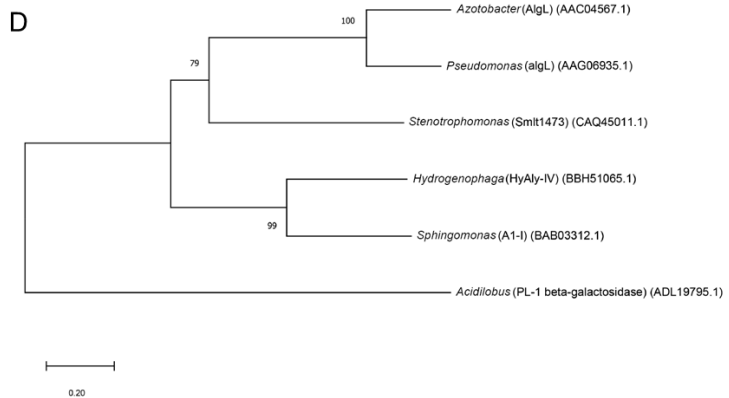 D
Azotobacter (AlgL) (AAC04567.1)
100
Pseudomonas (algL) (AAG06935.1)
79
Stenotrophomonas (Smlt1473) (CAQ45011.1)
Hydrogenophaga (HyAly-IV) (BBH51065.1)
99
Sphingomonas (A1-I) (BAB03312.1)
Acidilobus (PL-1 beta-galactosidase) (ADL19795.1)
0.20